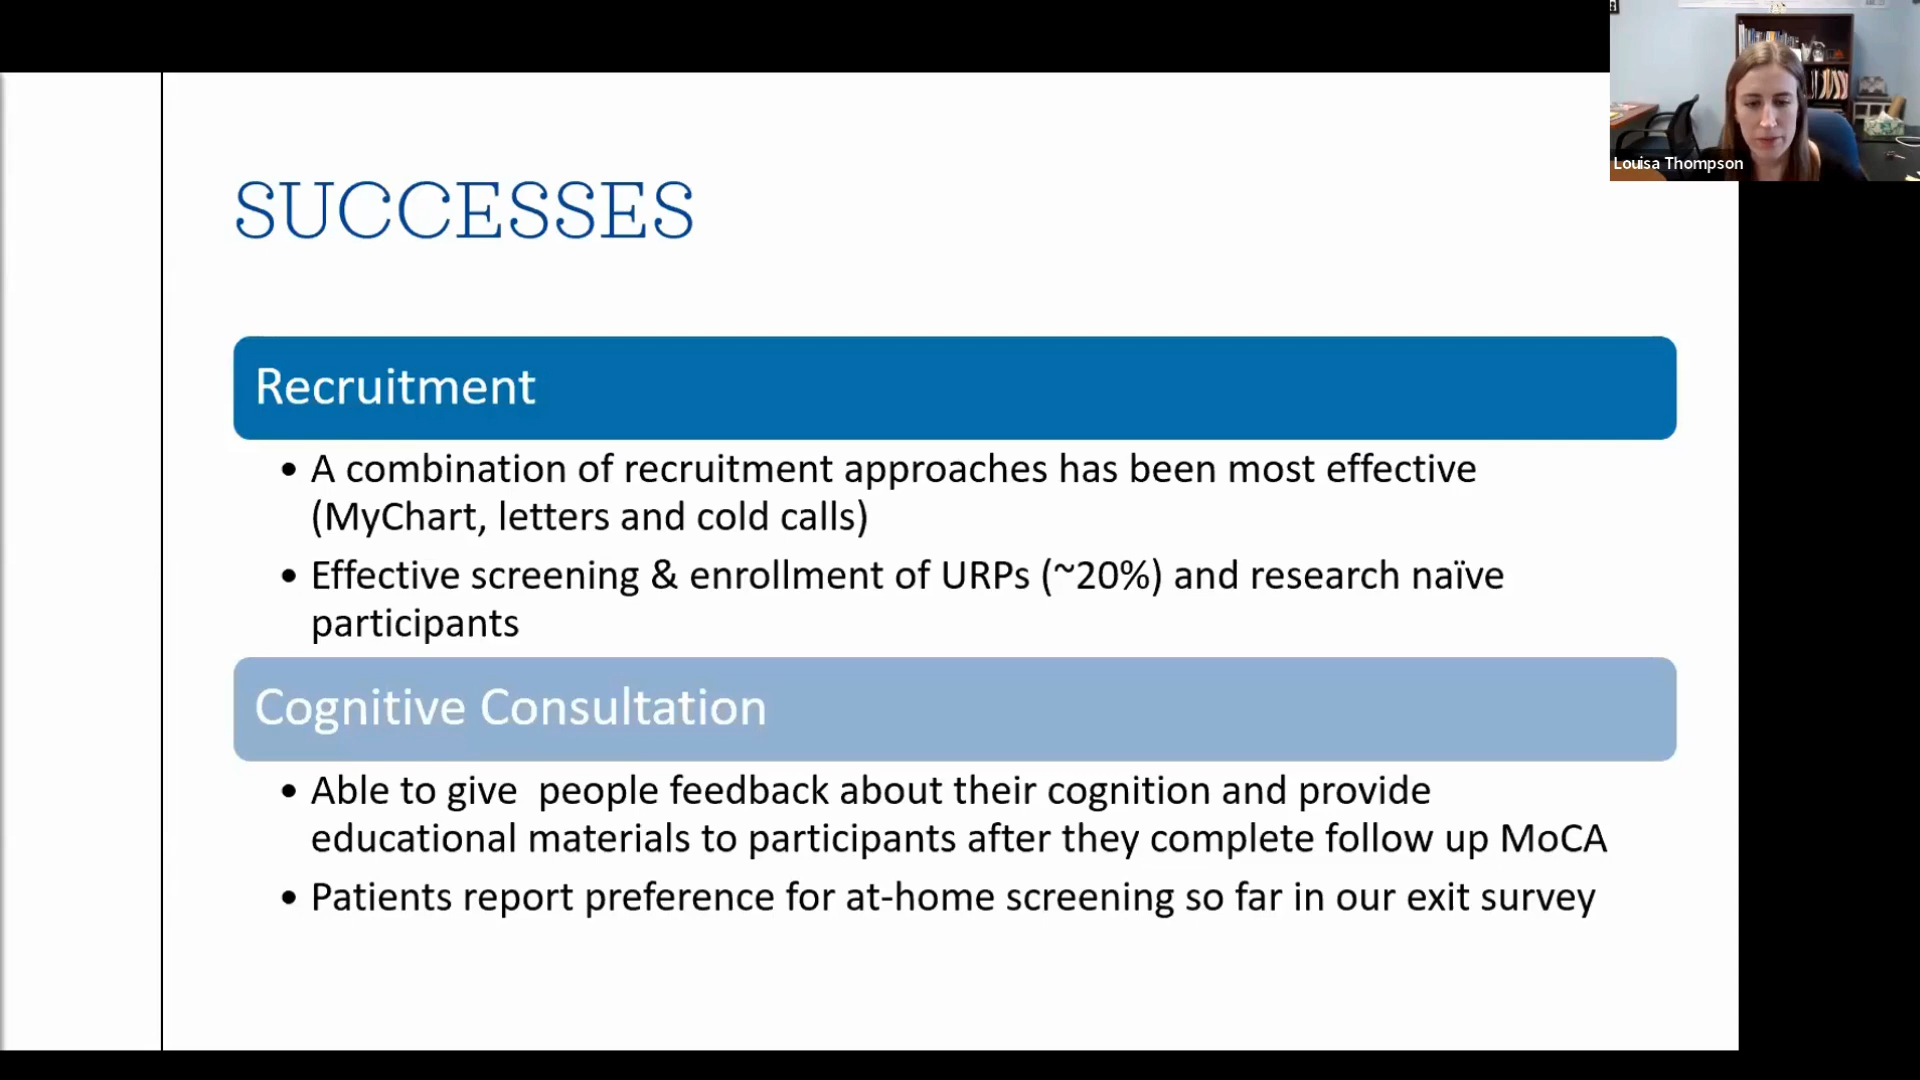 Louisa Thompson
SUCCESSES
Recruitment
• A combination of recruitment approaches has been most effective
(MyChart, letters and cold calls)
• Effective screening & enrollment of URPs (~20%) and research naïve
participants
Cognitive Consultation
• Able to give  people feedback about their cognition and provide
educational materials to participants after they complete follow up MoCA
• Patients report preference for at-home screening so far in our exit survey